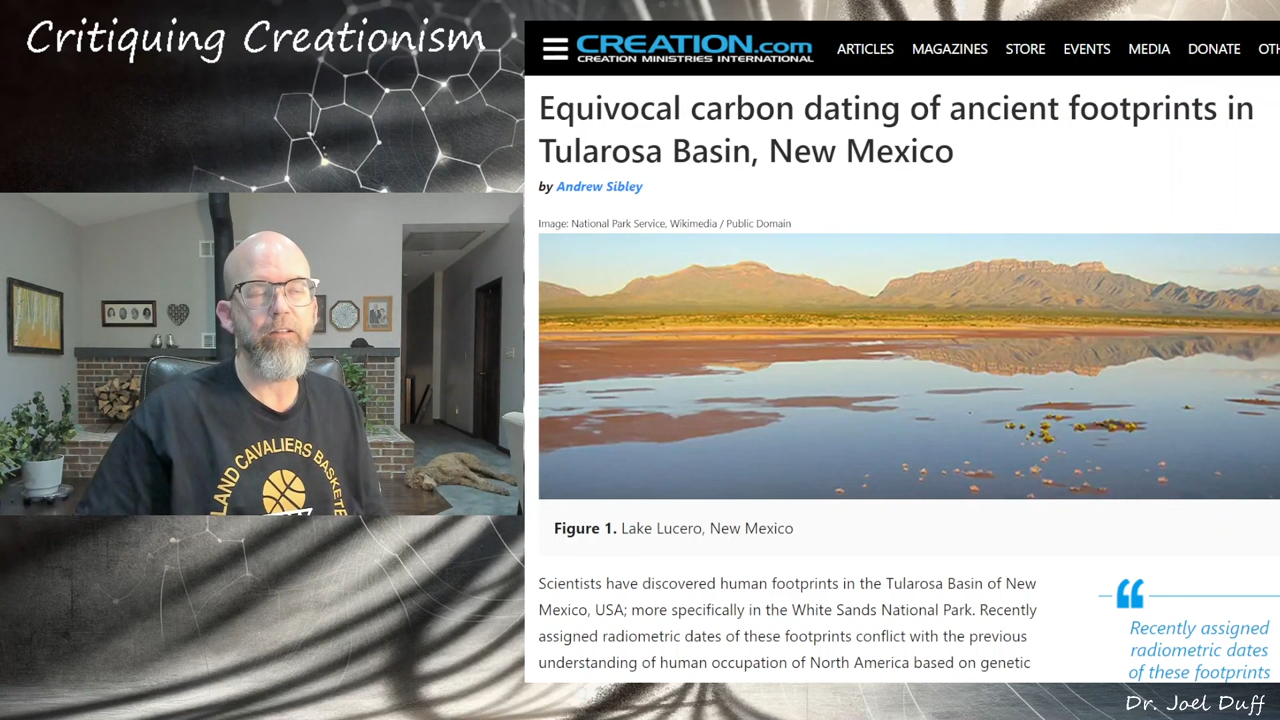 Critiquing Creationism
CREATION.com
CREATION MINISTRIES INTERNATIONAL
ARTICLES MAGAZINES STORE EVENTS MEDIA DONATE
Equivocal carbon dating of ancient footprints in
Tularosa Basin, New Mexico
by Andrew Sibley
Image: National Park Service, Wikimedia / Public Domain
LAND CAVALIERS
Figure 1. Lake Lucero, New Mexico
Scientists have discovered human footprints in the Tularosa Basin of New
Mexico, USA; more specifically in the White Sands National Park. Recently
assigned radiometric dates of these footprints conflict with the previous
understanding of human occupation of North America based on genetic
“
Recently assigned
radiometric dates
of these footprints
Dr. Joel Duff